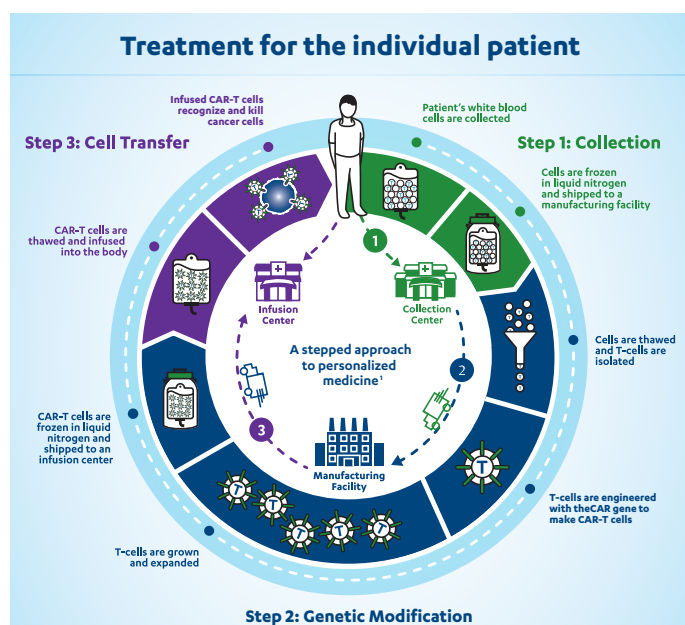 Treatment for the individual patient
Infused CAR-T cells
recognize and kill
cancer cells
Patient's white blood
cells are collected
Step 3: Cell Transfer
Step 1: Collection
Cells are frozen
in liquid nitrogen
and shipped to a
manufacturing facility
CAR-T cells are
thawed and infused
into the body
1
Infusion
Center
Collection
Center
Cells are thawed
and T-cells are
isolated
A stepped approach
to personalized
medicine¹
2
CAR-T cells are
frozen in liquid
nitrogen and
shipped to an
infusion center
3
Manufacturing
Facility
T
T-cells are engineered
with theCAR gene to
make CAR-T cells
T
T
T
T
T
T-cells are grown
and expanded
Step 2: Genetic Modification